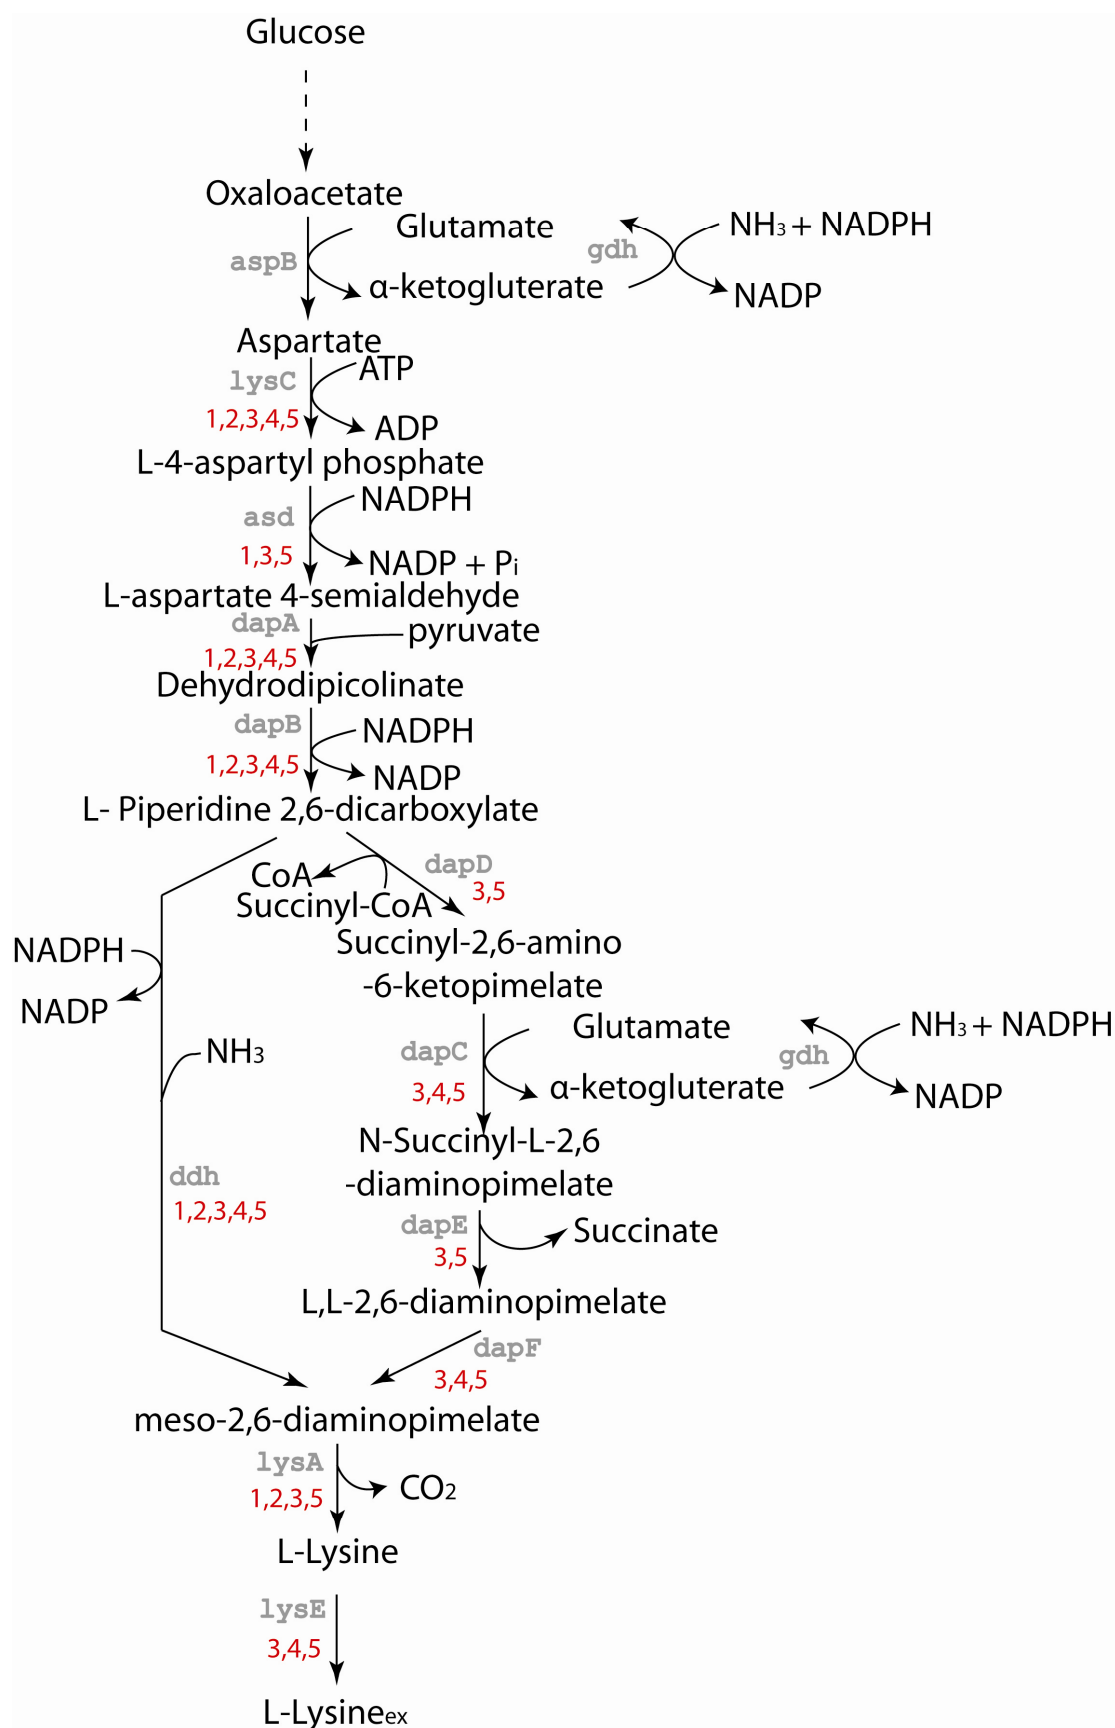 Glucose
Oxaloacetate
Glutamate
NH3 + NADPH
gdh
aspB
α-ketogluterate
NADP
Aspartate
ATP
lysC
1,2,3,4,5
ADP
L-4-aspartyl phosphate
NADPH
asd
1,3,5
NADP + Pi
L-aspartate 4-semialdehyde
dapA
pyruvate
1,2,3,4,5
Dehydrodipicolinate
dapB
NADPH
1,2,3,4,5
NADP
L- Piperidine 2,6-dicarboxylate
CoA
dapD
3,5
Succinyl-CoA
NADPH
Succinyl-2,6-amino
-6-ketopimelate
NADP
Glutamate
NH3 + NADPH
NH3
dapC
gdh
3,4,5
α-ketogluterate
NADP
N-Succinyl-L-2,6
-diaminopimelate
ddh
1,2,3,4,5
dapE
Succinate
3,5
L,L-2,6-diaminopimelate
dapF
3,4,5
meso-2,6-diaminopimelate
lysA
CO2
1,2,3,5
L-Lysine
lysE
3,4,5
L-Lysineex